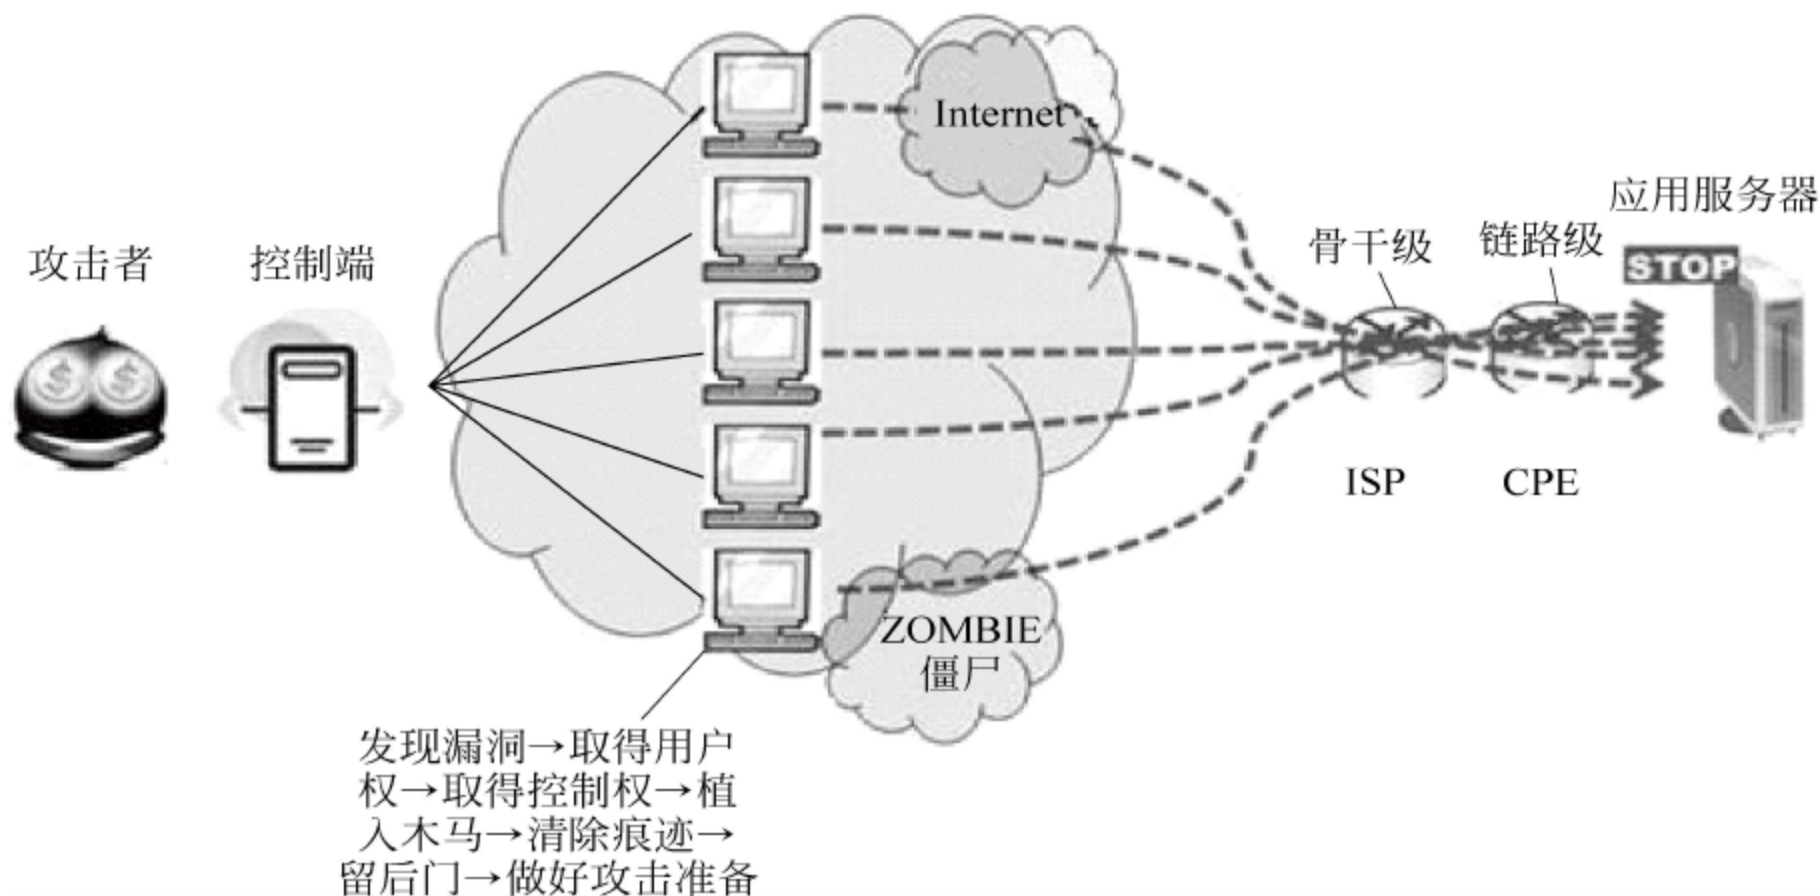 攻击者
控制端
Internet
骨干级
链路级
应用服务器
STOP
ISP
CPE
ZOMBIE
僵尸
发现漏洞→取得用户
权→取得控制权→植
入木马→清除痕迹→
留后门→做好攻击准备